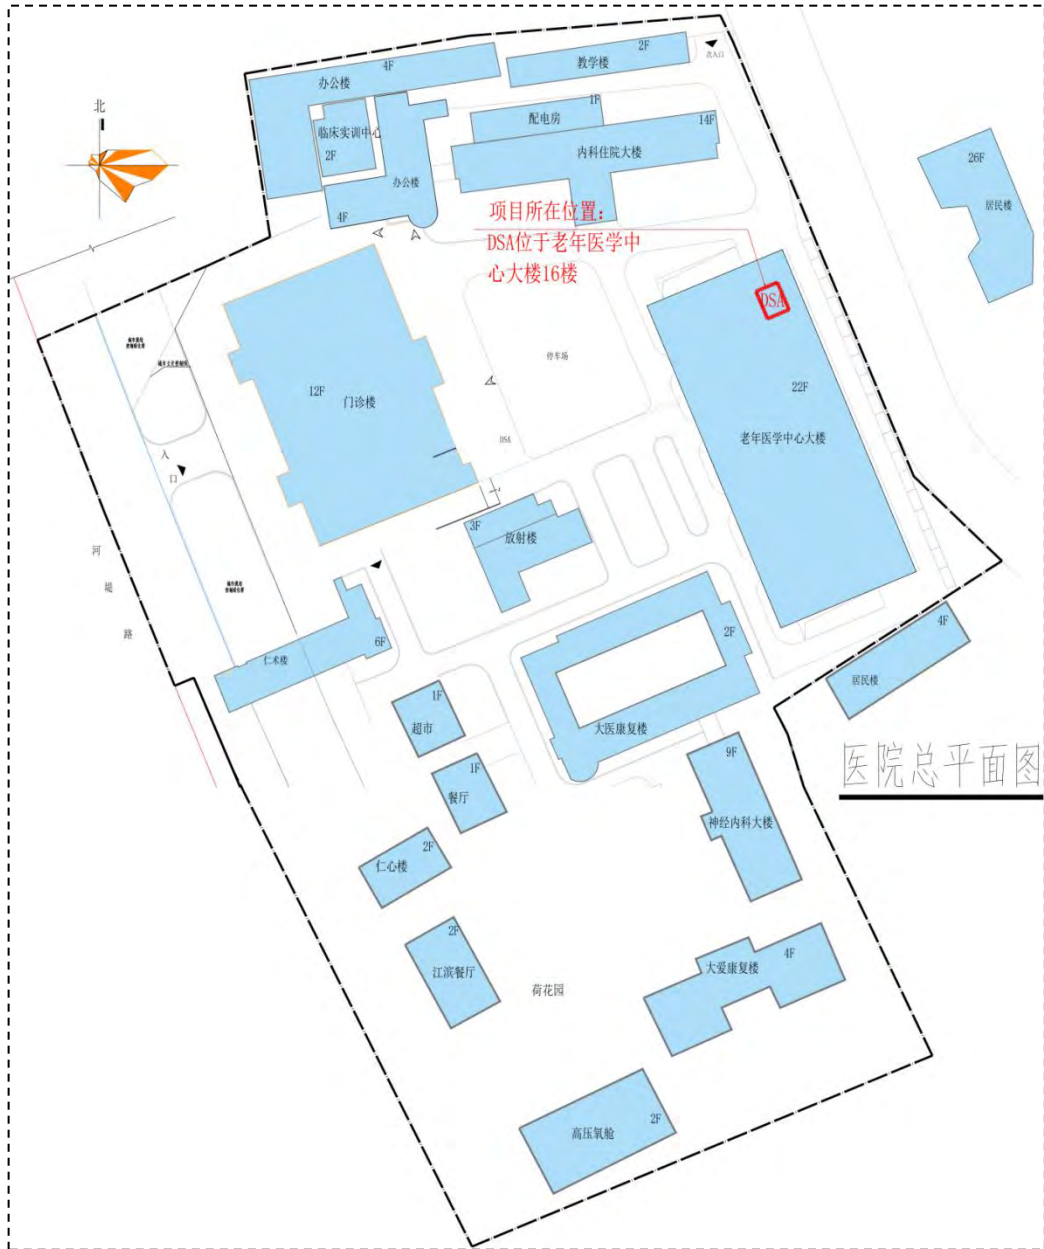 北
办公楼
4F
教学楼
2F
次入口
临床实训中心
2F
办公楼
4F
配电房
1F
内科住院大楼
14F
26F
居民楼
项目所在位置:
DSA位于老年医学中
心大楼16楼
DSA
停车场
22F
老年医学中心大楼
12F
门诊楼
DSA
入
口
3F
放射楼
河
堤
路
仁术楼
6F
2F
大医康复楼
4F
居民楼
1F
超市
1F
餐厅
9F
神经内科大楼
医院总平面图
2F
仁心楼
2F
江滨餐厅
荷花园
4F
大爱康复楼
高压氧舱
2F